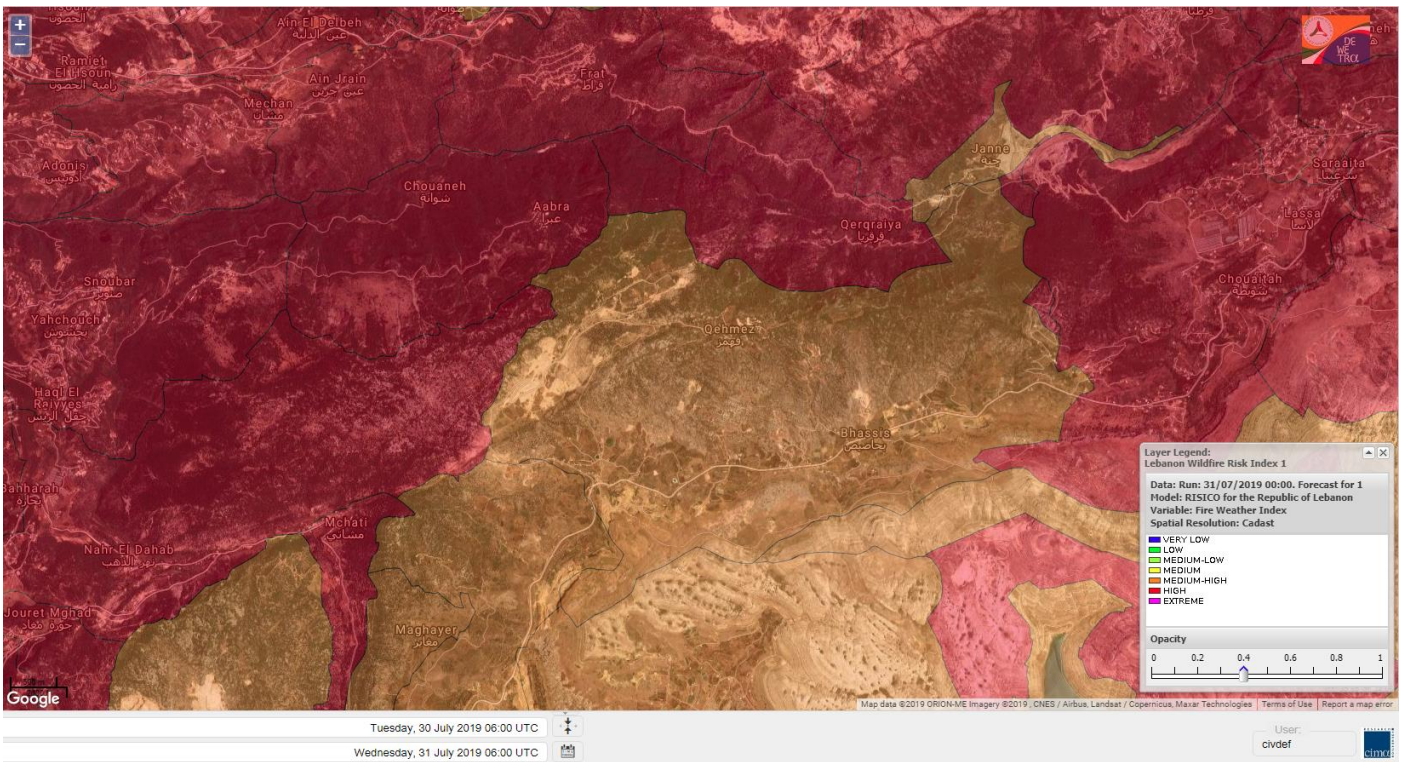 +
−
Ain El Delbeh
عين الدلبة
Ramiet
El Hsoun
رامية الحصون
Ain Jrain
عين جرين
Mechan
مشان
Frat
فراط
DE
WE
TRα
Janne
جنة
Adonis
أدونيس
Saraaita
سرعيتا
Chouaneh
شوانة
Aabra
عبرا
Lassa
لاسا
Qerqraiya
قرقريا
Snoubar
صنوبر
Chouaitah
شويطة
Yahchouch
يحشوش
Qehmez
قهمز
Haql El
Raiyyes
حقل الريس
Bhassis
بحاصيص
Bahharah
بحارة
Mchati
مشاتي
Nahr El Dahab
نهر الذهب
Jouret Mghad
جورة مغاد
Maghayer
مغاير
Layer Legend:
Lebanon Wildfire Risk Index 1
Data: Run: 31/07/2019 00:00. Forecast for 1
Model: RISICO for the Republic of Lebanon
Variable: Fire Weather Index
Spatial Resolution: Cadast
VERY LOW
LOW
MEDIUM-LOW
MEDIUM
MEDIUM-HIGH
HIGH
EXTREME
Opacity
0 0.2 0.4 0.6 0.8 1
Google
Map data ©2019 ORION-ME Imagery ©2019 , CNES / Airbus, Landsat / Copernicus, Maxar Technologies Terms of Use Report a map error
Tuesday, 30 July 2019 06:00 UTC
Wednesday, 31 July 2019 06:00 UTC
User:
civdef
cima